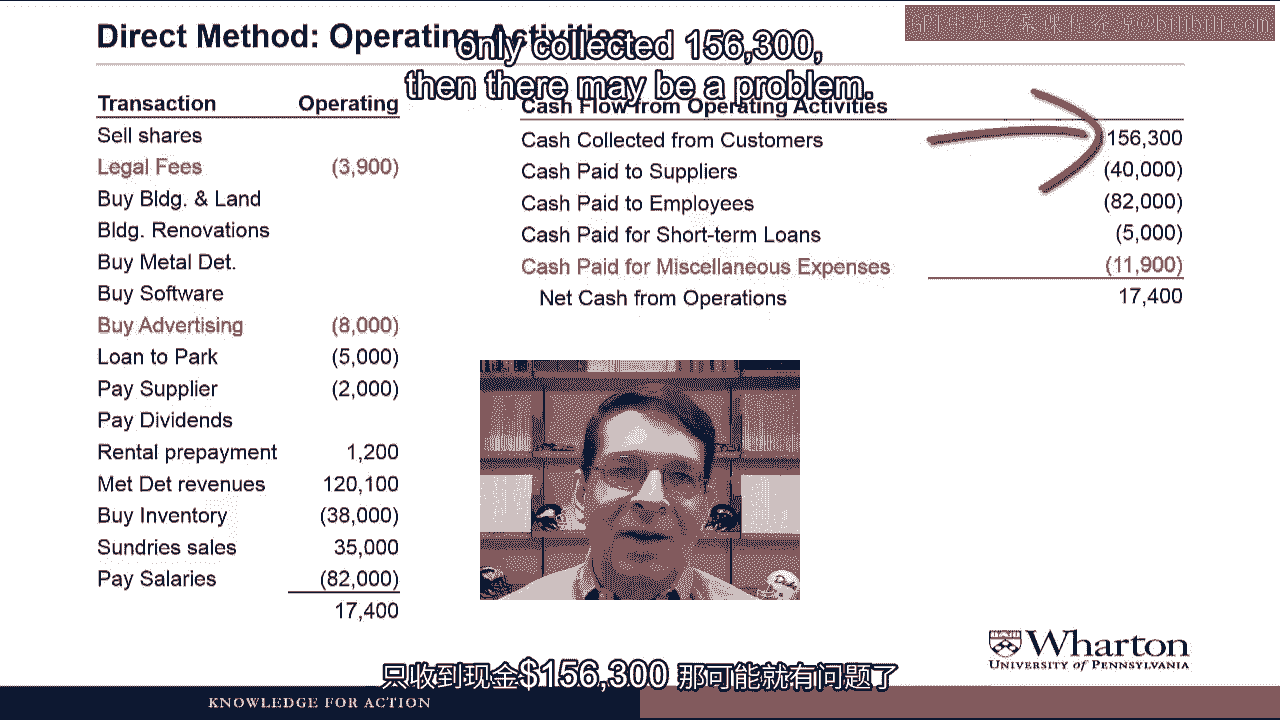 Direct Method: Operating Activities
only collected 156,300,
then there may be a problem.
Transaction Operating
Sell shares
Legal Fees (3,900)
Buy Bldg. & Land
Bldg. Renovations
Buy Metal Det.
Buy Software
Buy Advertising (8,000)
Loan to Park (5,000)
Pay Supplier (2,000)
Pay Dividends
Rental prepayment 1,200
Met Det revenues 120,100
Buy Inventory (38,000)
Sundries sales 35,000
Pay Salaries (82,000)
17,400
Cash Flow from Operating Activities
Cash Collected from Customers 156,300
Cash Paid to Suppliers (40,000)
Cash Paid to Employees (82,000)
Cash Paid for Short-term Loans (5,000)
Cash Paid for Miscellaneous Expenses (11,900)
Net Cash from Operations 17,400
Wharton
UNIVERSITY OF PENNSYLVANIA
只收到现金$156,300 那可能就有问题了
KNOWLEDGE FOR ACTION